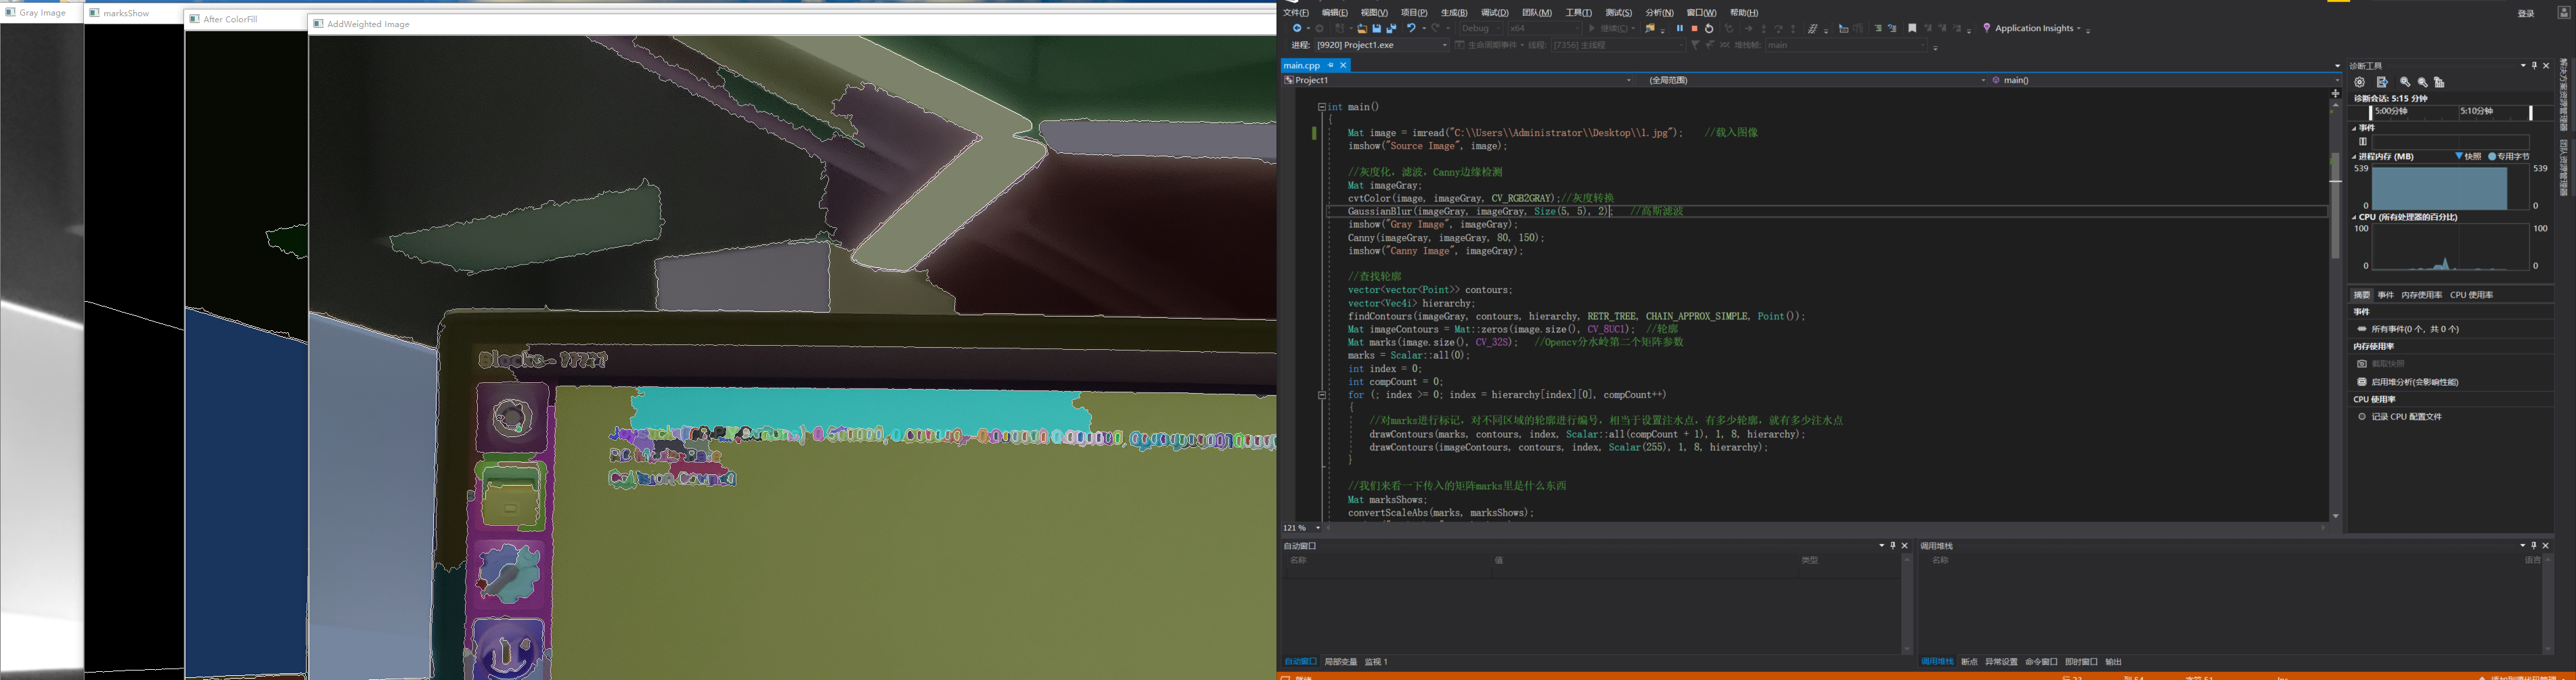 Gray Image
marksShow
After ColorFill
AddWeighted Image
文件(F) 编辑(E) 视图(V) 项目(P) 生成(B) 调试(D) 团队(M) 工具(T) 测试(S) 分析(N) 窗口(W) 帮助(H)
登录
Debug x64 继续(C) Application Insights
进程: [9920] Project1.exe 生命周期事件 线程: [7356] 主线程 堆栈帧: main
main.cpp
Project1 (全局范围) main()
int main()
{
Mat image = imread("C:\\Users\\Administrator\\Desktop\\1.jpg"); //载入图像
imshow("Source Image", image);
//灰度化，滤波，Canny边缘检测
Mat imageGray;
cvtColor(image, imageGray, CV_RGB2GRAY);//灰度转换
GaussianBlur(imageGray, imageGray, Size(5, 5), 2); //高斯滤波
imshow("Gray Image", imageGray);
Canny(imageGray, imageGray, 80, 150);
imshow("Canny Image", imageGray);
//查找轮廓
vector<vector<Point>> contours;
vector<Vec4i> hierarchy;
findContours(imageGray, contours, hierarchy, RETR_TREE, CHAIN_APPROX_SIMPLE, Point());
Mat imageContours = Mat::zeros(image.size(), CV_8UC1); //轮廓
Mat marks(image.size(), CV_32S); //Opencv分水岭第二个矩阵参数
marks = Scalar::all(0);
int index = 0;
int compCount = 0;
for (; index >= 0; index = hierarchy[index][0], compCount++)
{
//对marks进行标记，对不同区域的轮廓进行编号，相当于设置注水点，有多少轮廓，就有多少注水点
drawContours(marks, contours, index, Scalar::all(compCount + 1), 1, 8, hierarchy);
drawContours(imageContours, contours, index, Scalar(255), 1, 8, hierarchy);
}
//我们来看一下传入的矩阵marks里是什么东西
Mat marksShows;
convertScaleAbs(marks, marksShows);
121 %
诊断工具
诊断会话: 5:15 分钟
5:00分钟 5:10分钟
事件
进程内存 (MB) 快照 专用字节
539 539
0 0
CPU (所有处理器的百分比)
100 100
0 0
摘要 事件 内存使用率 CPU 使用率
事件
所有事件(0 个，共 0 个)
内存使用率
截取快照
启用堆分析(会影响性能)
CPU 使用率
记录 CPU 配置文件
自动窗口
名称 值 类型
自动窗口 局部变量 监视 1
调用堆栈
名称 语言
调用堆栈 断点 异常设置 命令窗口 即时窗口 输出